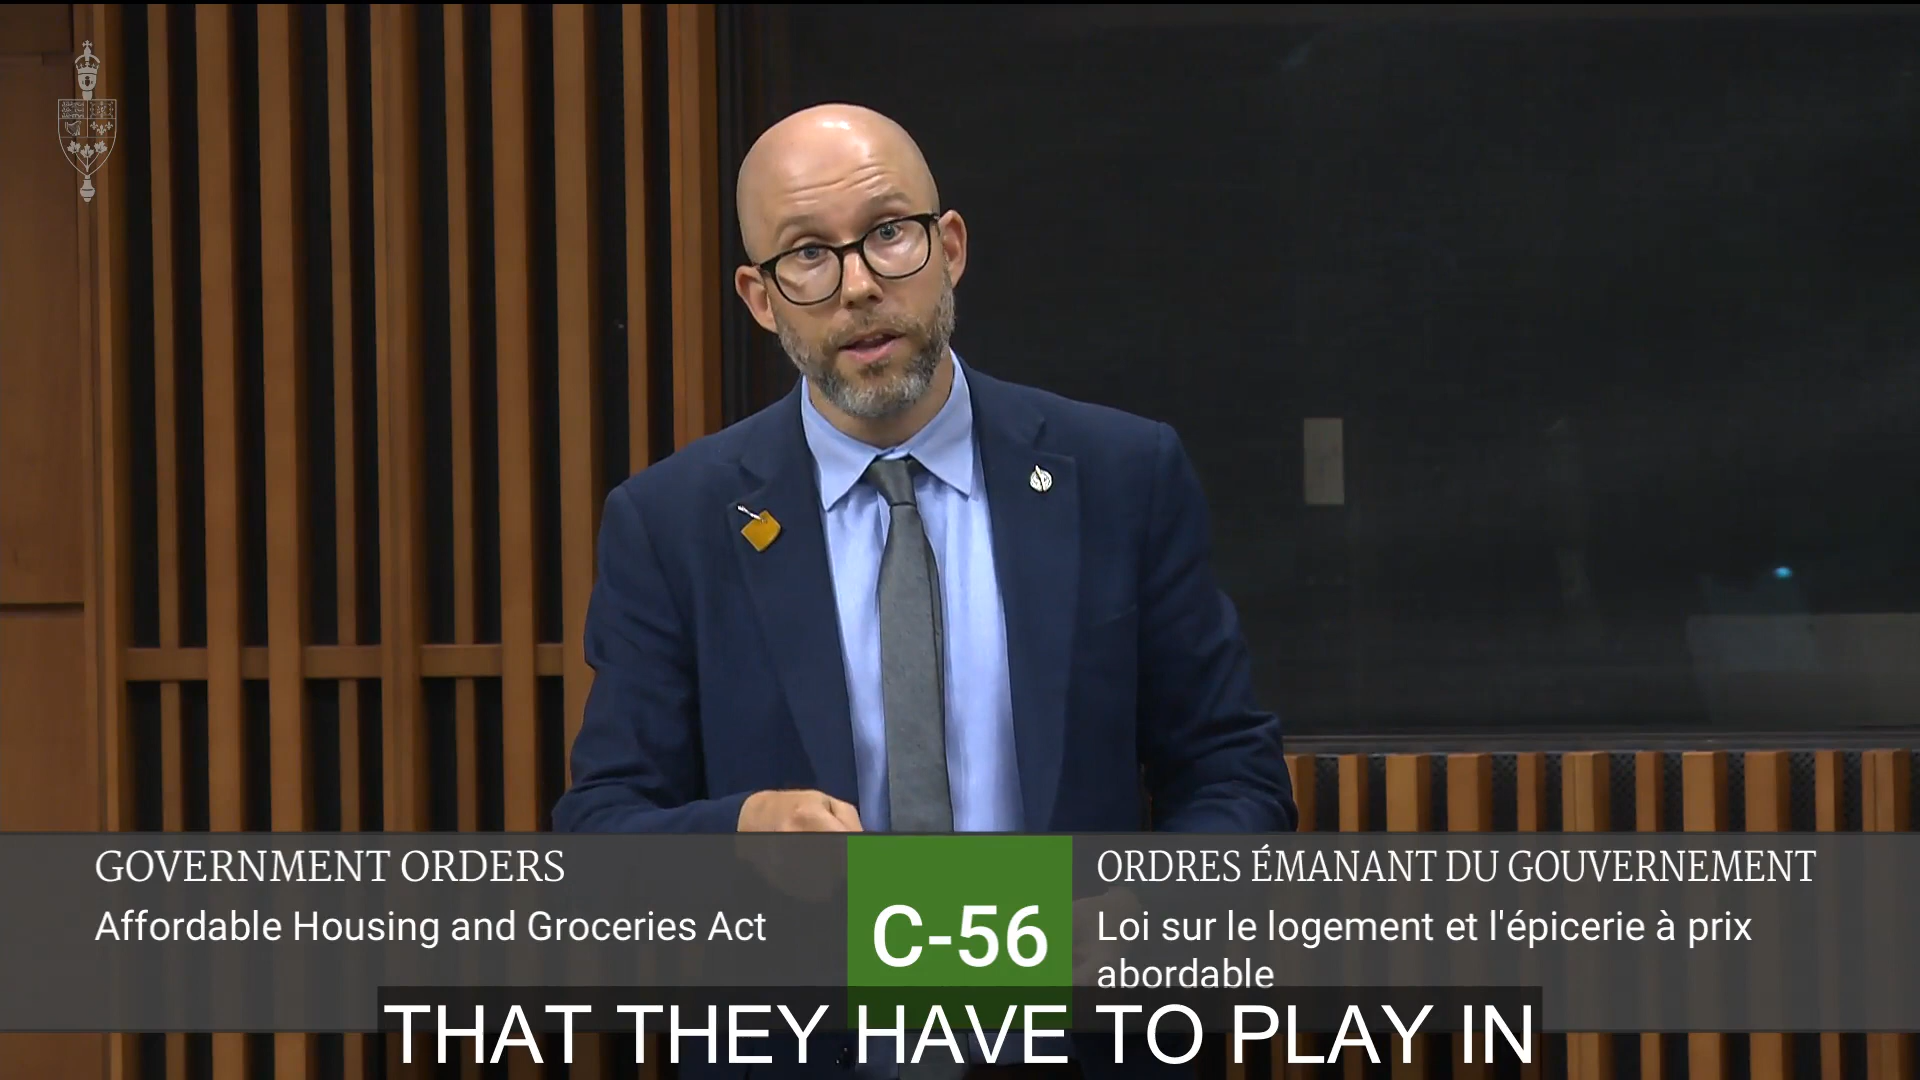 GOVERNMENT ORDERS
Affordable Housing and Groceries Act
C-56
ORDRES ÉMANANT DU GOUVERNEMENT
Loi sur le logement et l'épicerie à prix
abordable
THAT THEY HAVE TO PLAY IN